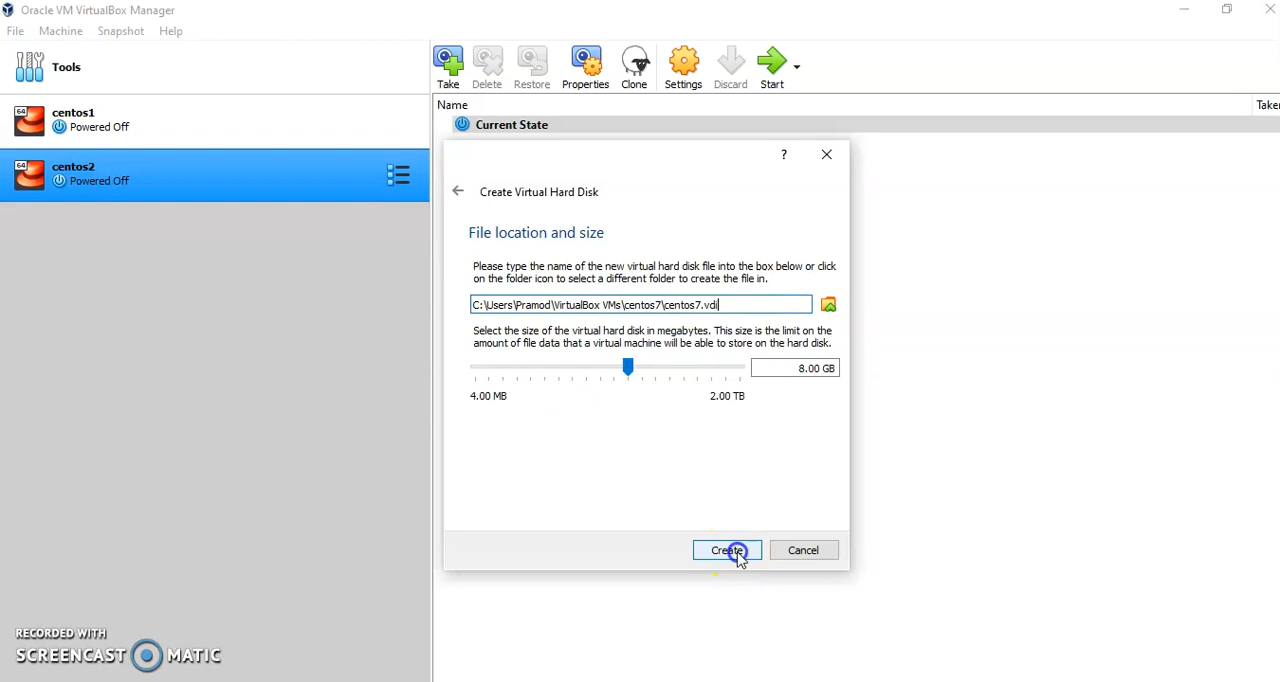 Oracle VM VirtualBox Manager
File Machine Snapshot Help
Tools
64 centos1
Powered Off
64 centos2
Powered Off
Take Delete Restore Properties Clone Settings Discard Start
Name
Current State
?
Create Virtual Hard Disk
File location and size
Please type the name of the new virtual hard disk file into the box below or click
on the folder icon to select a different folder to create the file in.
C:\Users\Pramod\VirtualBox VMs\centos7\centos7.vdi
Select the size of the virtual hard disk in megabytes. This size is the limit on the
amount of file data that a virtual machine will be able to store on the hard disk.
8.00 GB
4.00 MB 2.00 TB
Create Cancel
RECORDED WITH
SCREENCAST MATIC